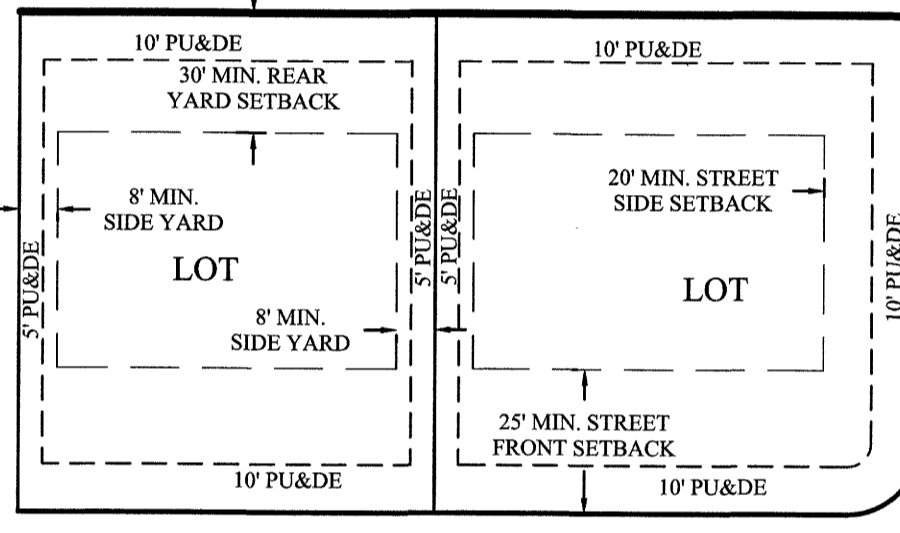 10' PU&DE
30' MIN. REAR
YARD SETBACK
8' MIN.
SIDE YARD
LOT
8' MIN.
SIDE YARD
5' PU&DE
5' PU&DE
10' PU&DE
10' PU&DE
5' PU&DE
20' MIN. STREET
SIDE SETBACK
LOT
10' PU&DE
25' MIN. STREET
FRONT SETBACK
10' PU&DE